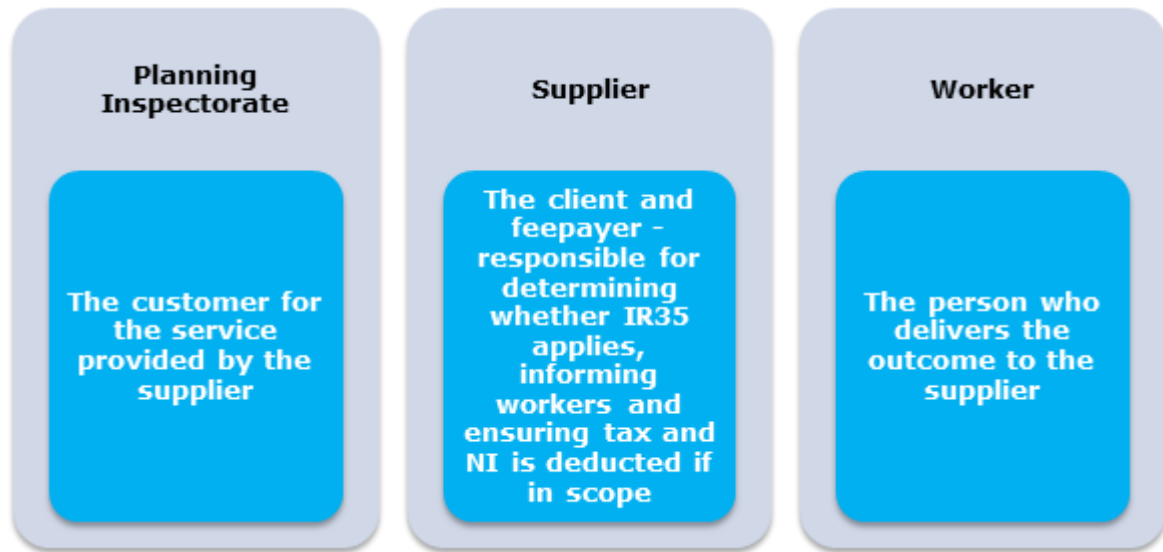 Planning
Inspectorate
The customer for
the service
provided by the
supplier
Supplier
The client and
feepayer -
responsible for
determining
whether IR35
applies,
informing
workers and
ensuring tax and
NI is deducted if
in scope
Worker
The person who
delivers the
outcome to the
supplier